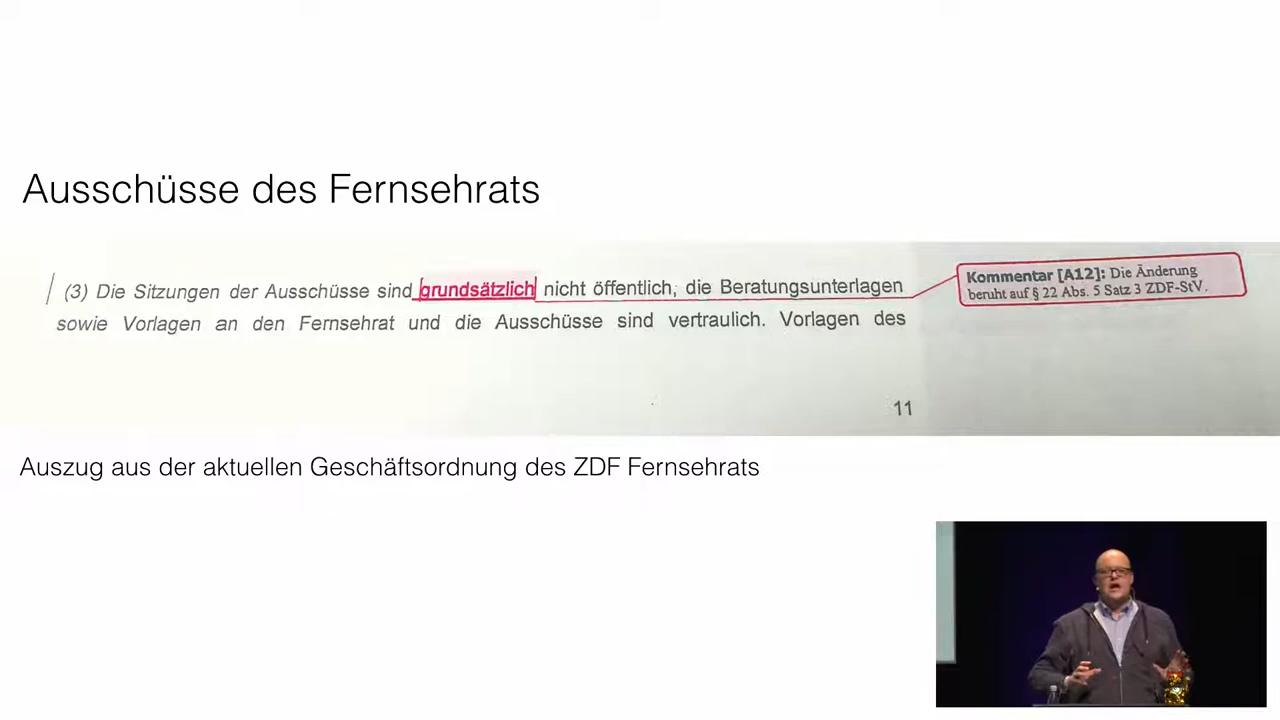 Ausschüsse des Fernsehrats
(3) Die Sitzungen der Ausschüsse sind grundsätzlich nicht öffentlich, die Beratungsunterlagen
sowie Vorlagen an den Fernsehrat und die Ausschüsse sind vertraulich. Vorlagen des
Kommentar [A12]: Die Änderung
beruht auf § 22 Abs. 5 Satz 3 ZDF-StV.
11
Auszug aus der aktuellen Geschäftsordnung des ZDF Fernsehrats